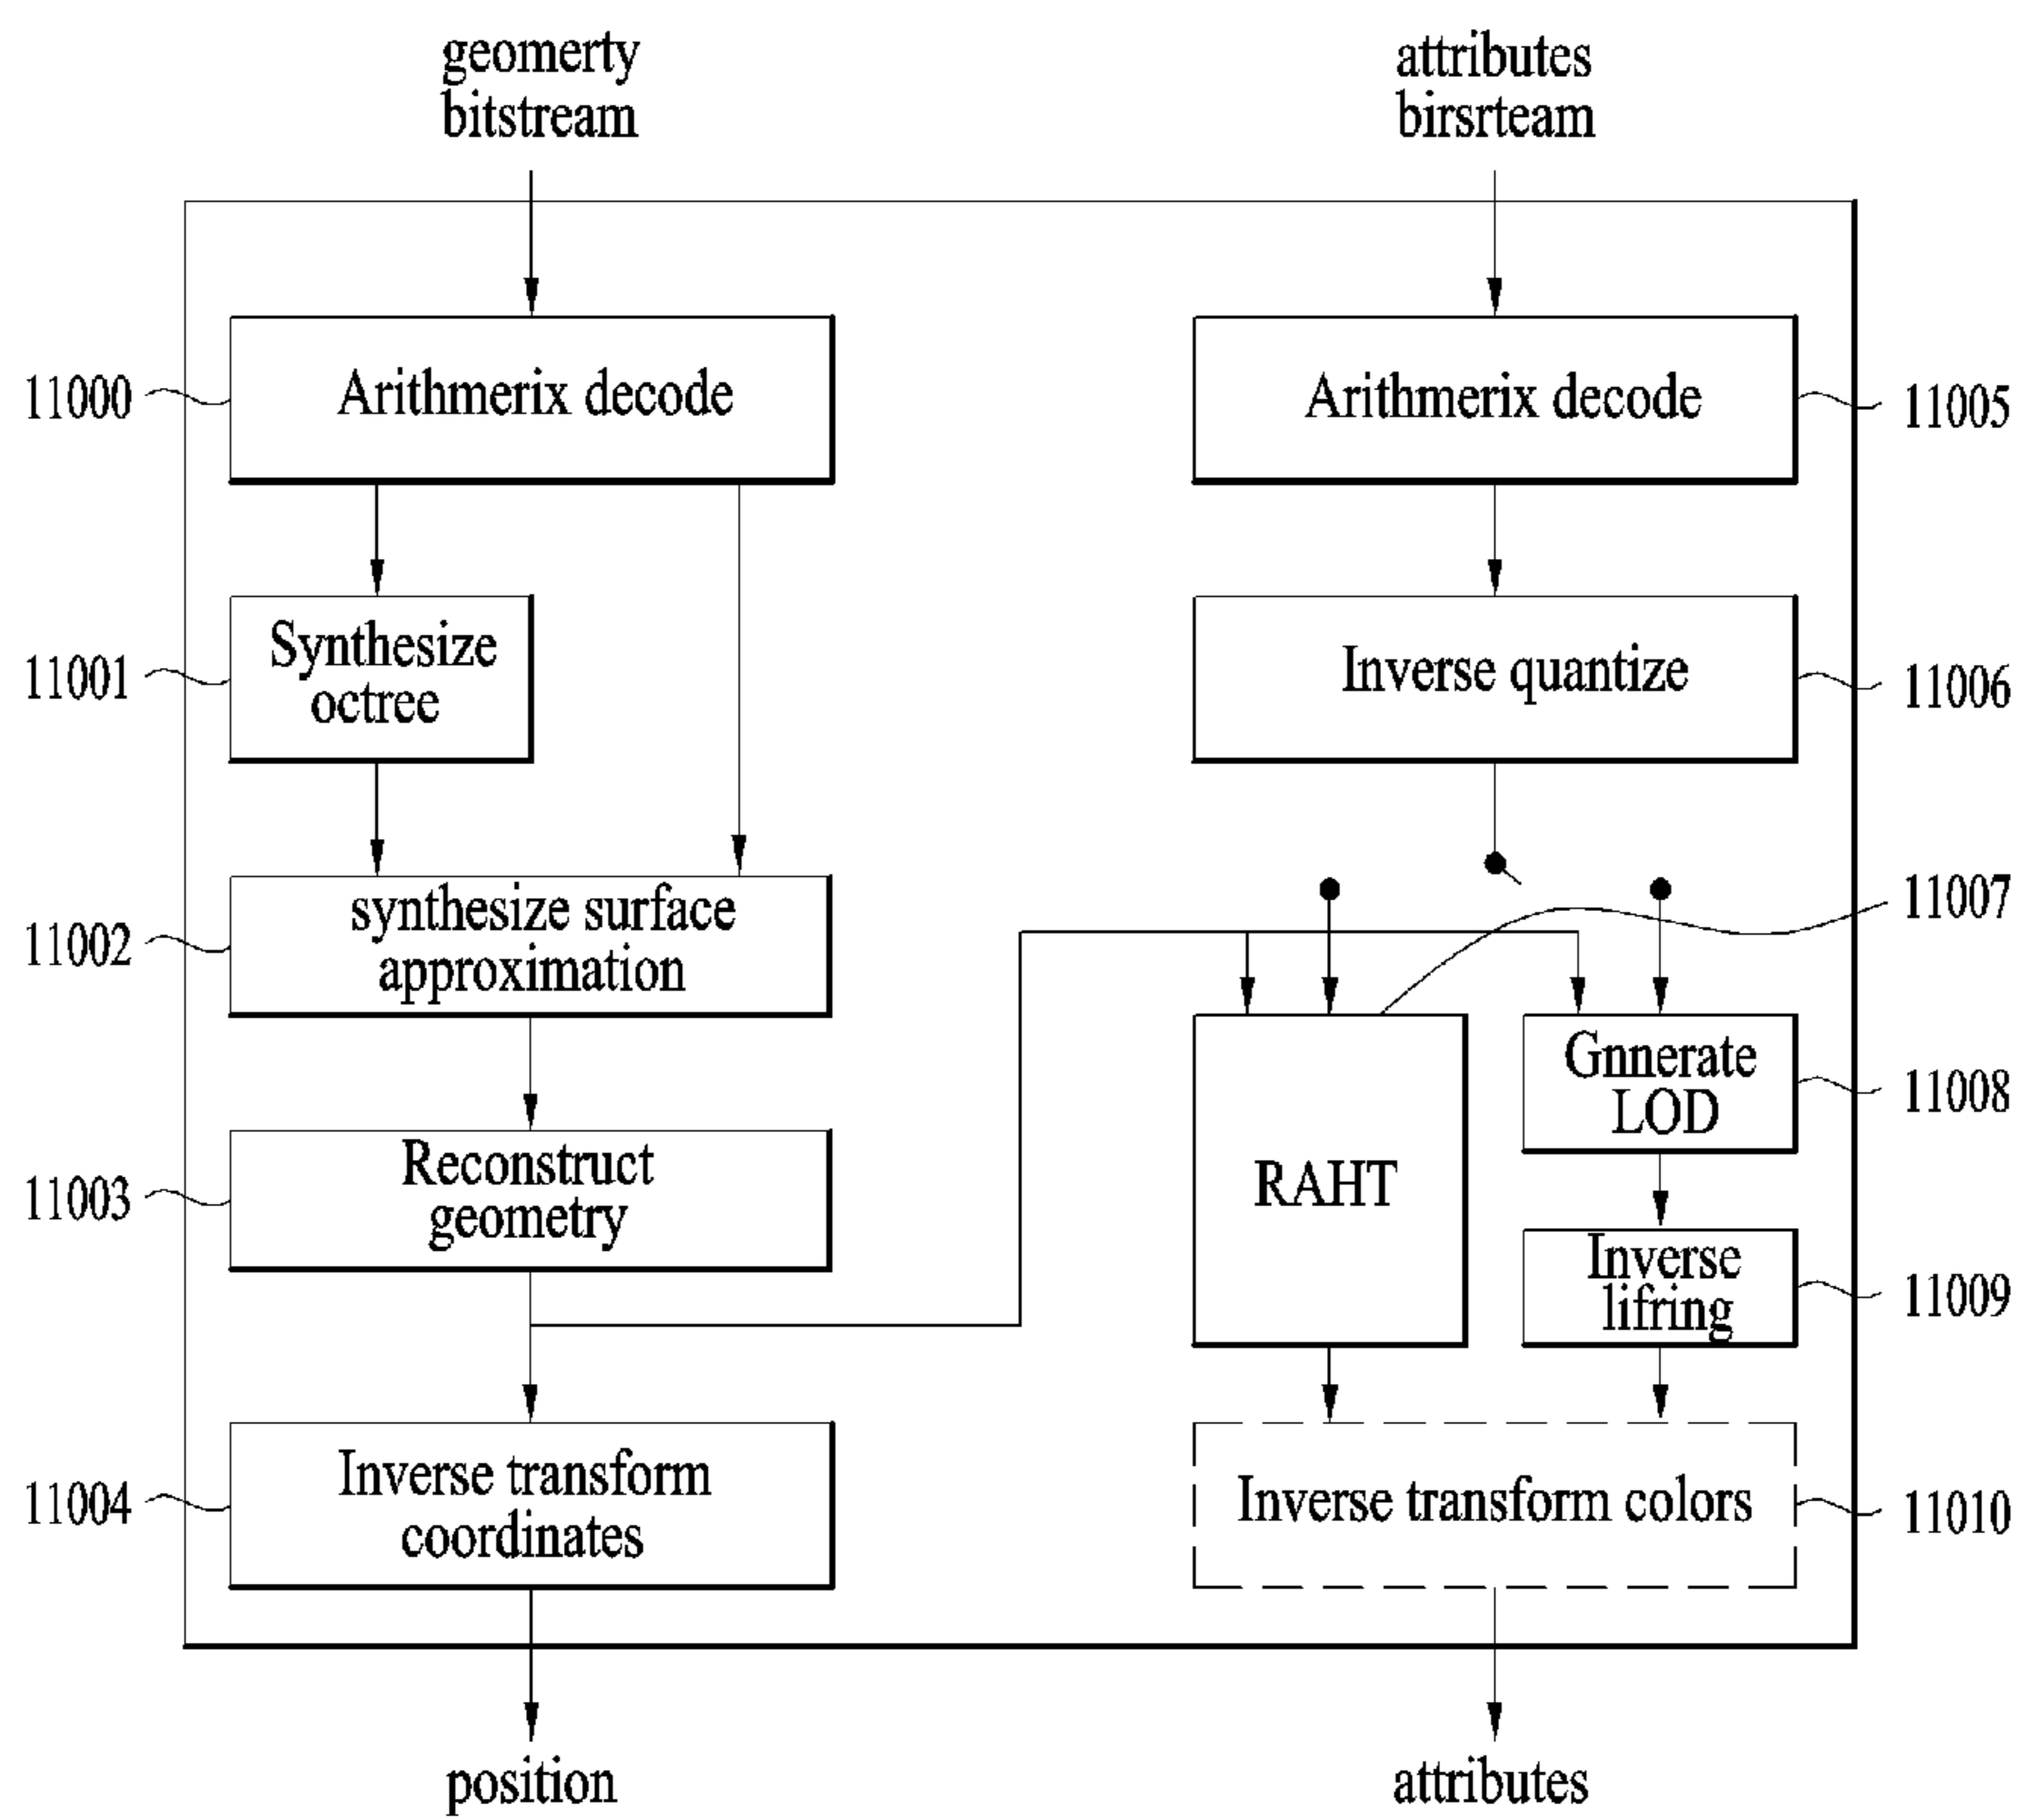 geomerty
bitstream
attributes
birsrteam
11000
Arithmerix decode
Arithmerix decode
11005
11001
Synthesize
octree
Inverse quantize
11006
11002
synthesize surface
approximation
11007
11003
Reconstruct
geometry
RAHT
Gnnerate
LOD
11008
Inverse
lifring
11009
11004
Inverse transform
coordinates
Inverse transform colors
11010
position
attributes